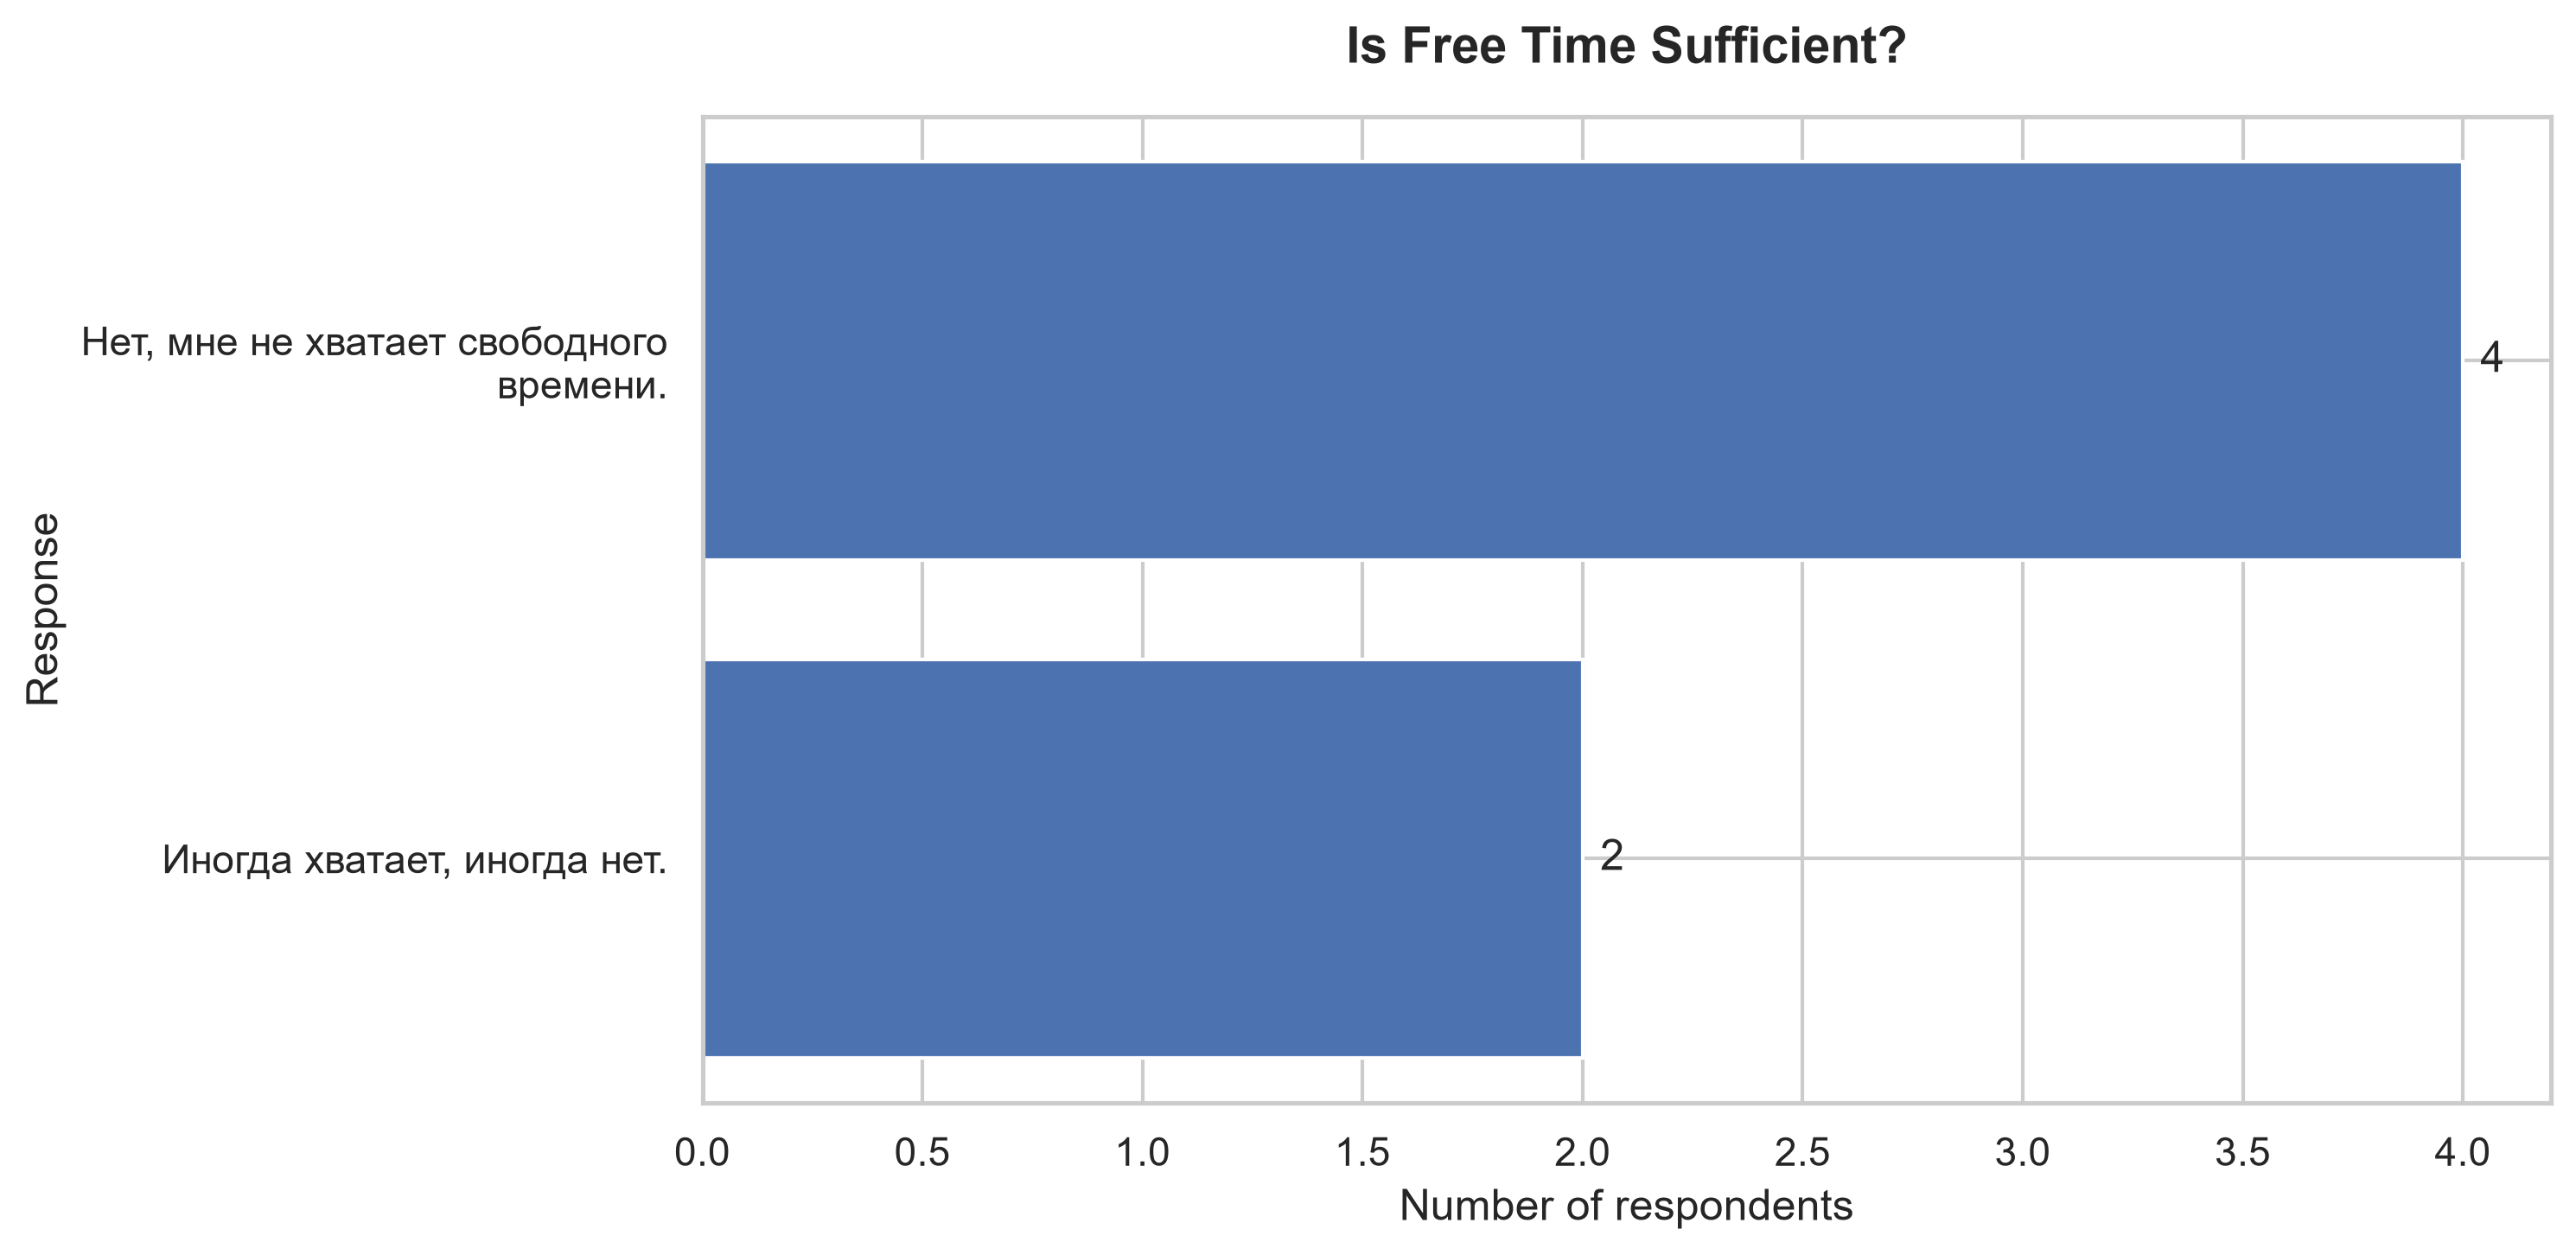 Is Free Time Sufficient?
Нет, мне не хватает свободного
времени.
4
Response
Иногда хватает, иногда нет.
2
0.0 0.5 1.0 1.5 2.0 2.5 3.0 3.5 4.0
Number of respondents